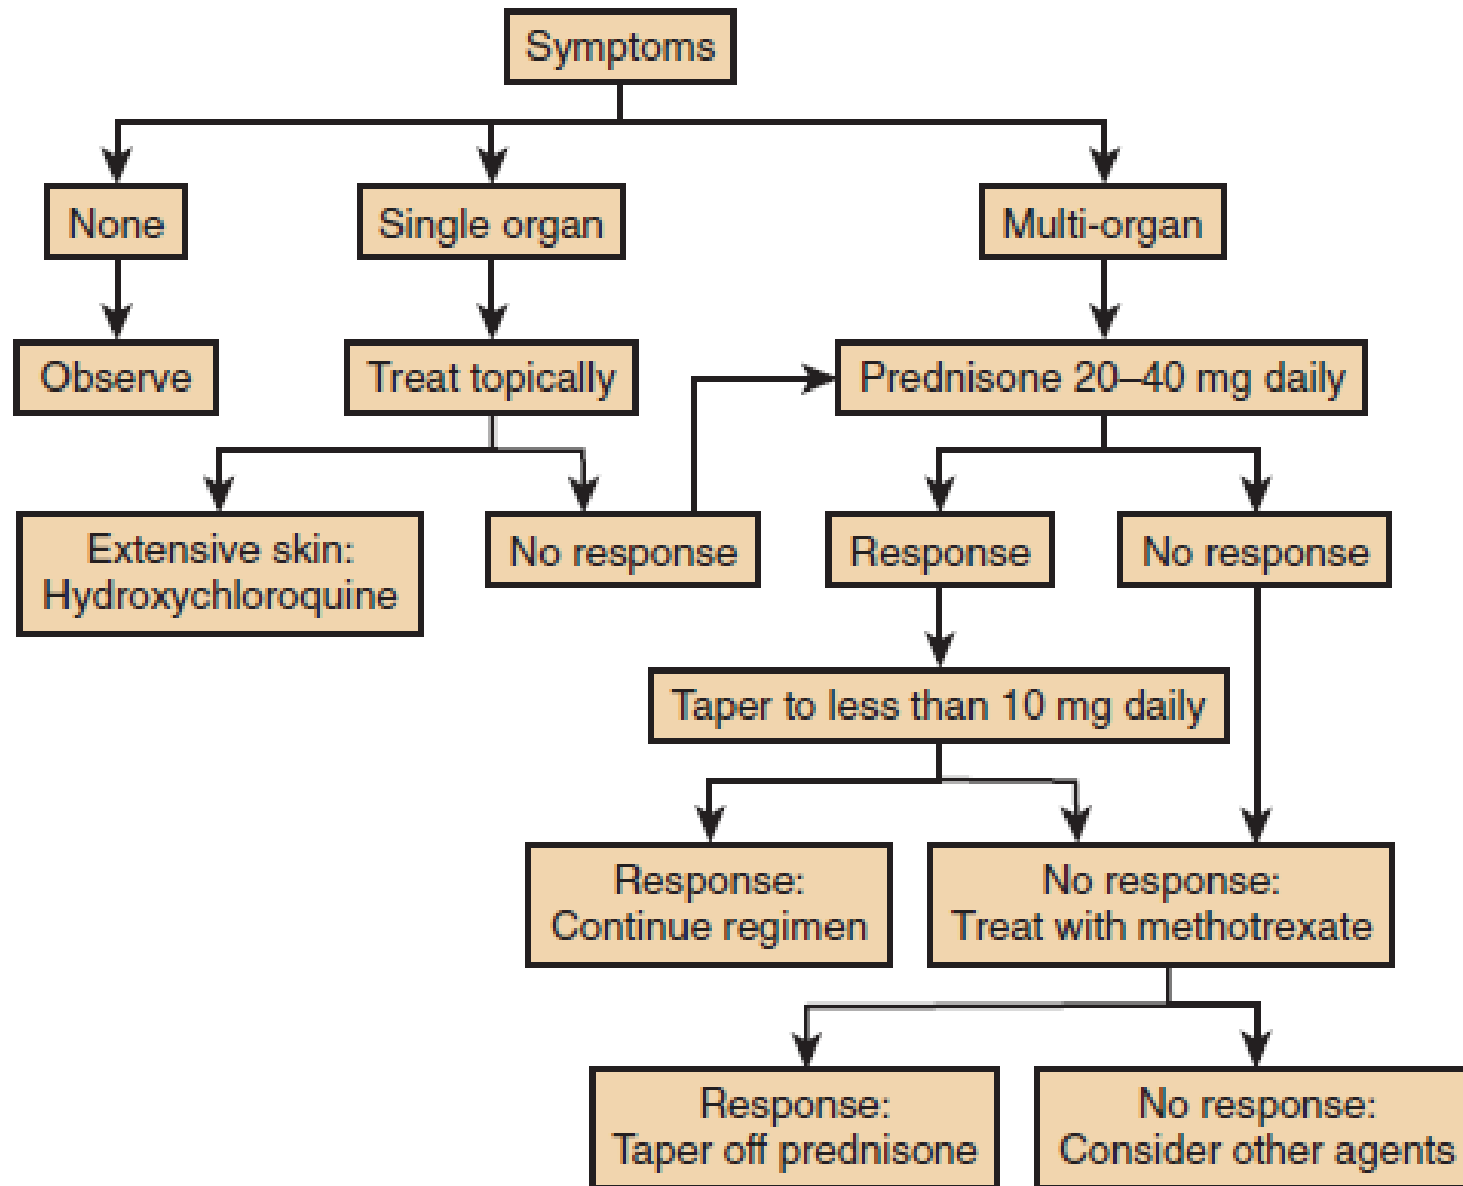 Symptoms
None
Single organ
Multi-organ
Observe
Treat topically
Prednisone 20–40 mg daily
Extensive skin:
Hydroxychloroquine
No response
Response
No response
Taper to less than 10 mg daily
Response:
Continue regimen
No response:
Treat with methotrexate
Response:
Taper off prednisone
No response:
Consider other agents